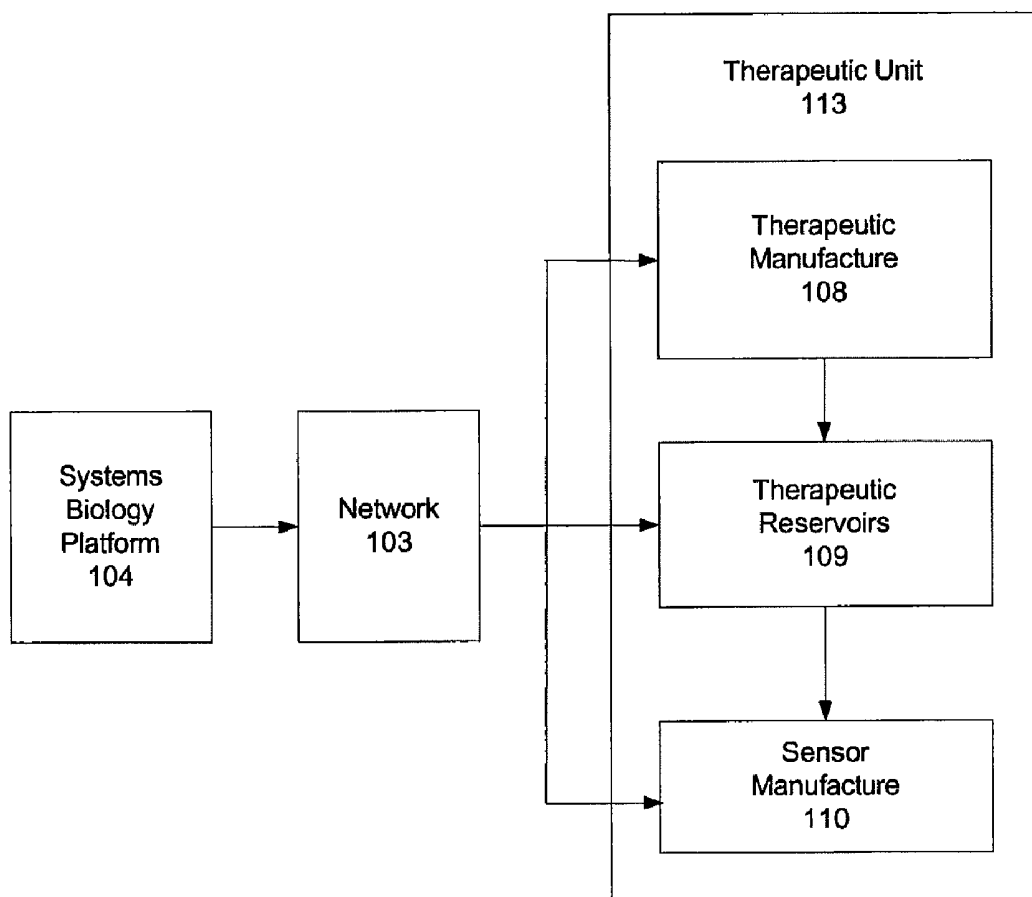 Therapeutic Unit
113
Therapeutic
Manufacture
108
Systems
Biology
Platform
104
Network
103
Therapeutic
Reservoirs
109
Sensor
Manufacture
110